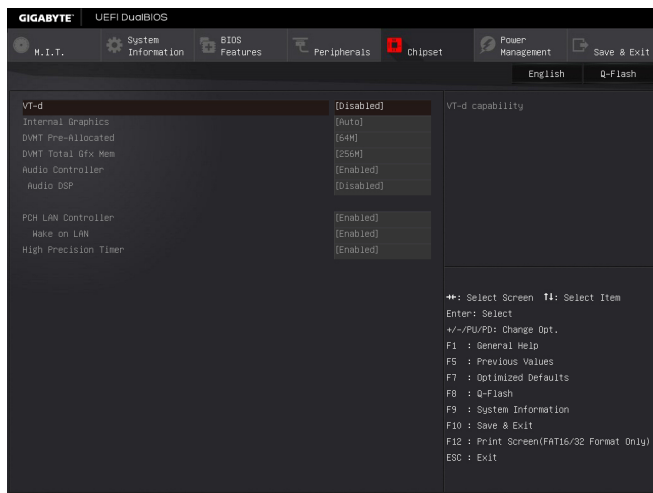 GIGABYTE™ UEFI DualBIOS
M.I.T. System Information BIOS Features Peripherals Chipset Power Management Save & Exit
English Q-Flash
VT-d [Disabled] VT-d capability
Internal Graphics [Auto]
DVMT Pre-Allocated [64M]
DVMT Total Gfx Mem [256M]
Audio Controller [Enabled]
Audio DSP [Disabled]
PCH LAN Controller [Enabled]
Wake on LAN [Enabled]
High Precision Timer [Enabled]
→←: Select Screen ↑↓: Select Item
Enter: Select
+/-/PU/PD: Change Opt.
F1 : General Help
F5 : Previous Values
F7 : Optimized Defaults
F8 : Q-Flash
F9 : System Information
F10 : Save & Exit
F12 : Print Screen(FAT16/32 Format Only)
ESC : Exit